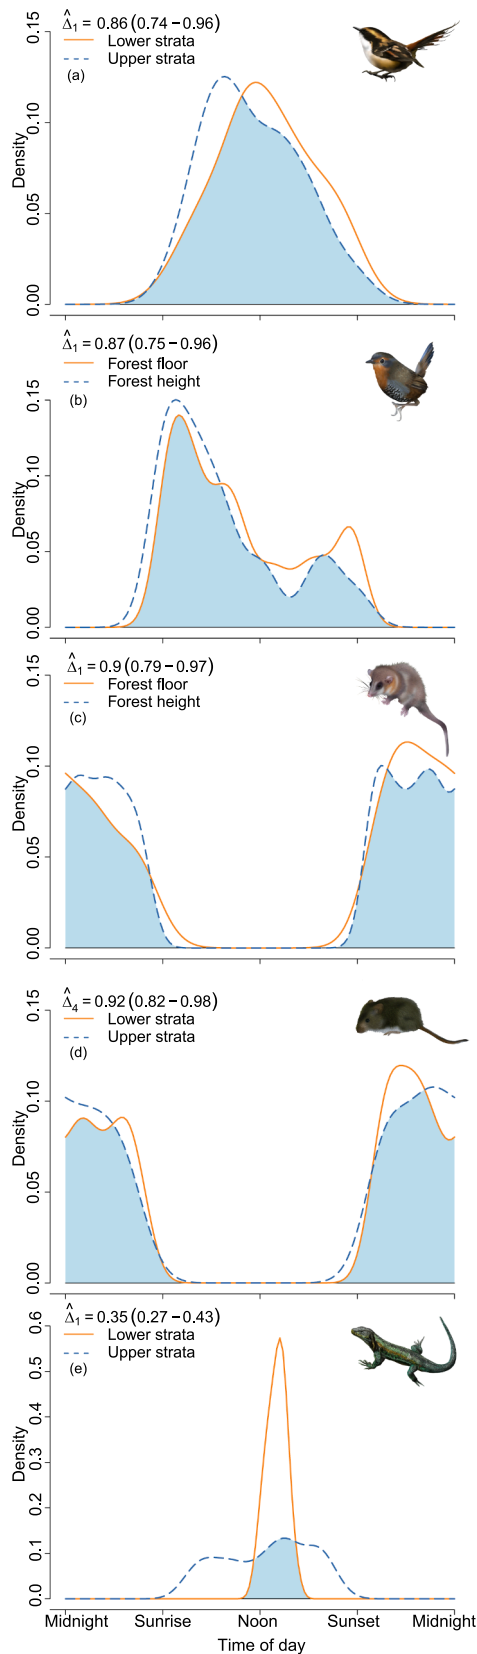 Δ̂₁ = 0.86 (0.74 − 0.96)
Lower strata
Upper strata
(a)
0.15
0.10
0.05
0.00
Density
Δ̂₁ = 0.87 (0.75 − 0.96)
Forest floor
Forest height
(b)
0.15
0.10
0.05
0.00
Density
Δ̂₁ = 0.9 (0.79 − 0.97)
Forest floor
Forest height
(c)
0.15
0.10
0.05
0.00
Density
Δ̂₄ = 0.92 (0.82 − 0.98)
Lower strata
Upper strata
(d)
0.15
0.10
0.05
0.00
Density
Δ̂₁ = 0.35 (0.27 − 0.43)
Lower strata
Upper strata
(e)
0.6
0.5
0.4
0.3
0.2
0.1
0.0
Density
Midnight Sunrise Noon Sunset Midnight
Time of day